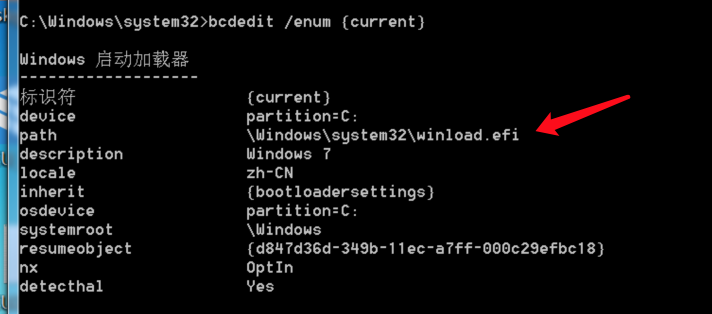 C:\Windows\system32>bcdedit /enum {current}
Windows 启动加载器
-------------------
标识符 {current}
device partition=C:
path \Windows\system32\winload.efi
description Windows 7
locale zh-CN
inherit {bootloadersettings}
osdevice partition=C:
systemroot \Windows
resumeobject {d847d36d-349b-11ec-a7ff-000c29efbc18}
nx OptIn
detecthal Yes